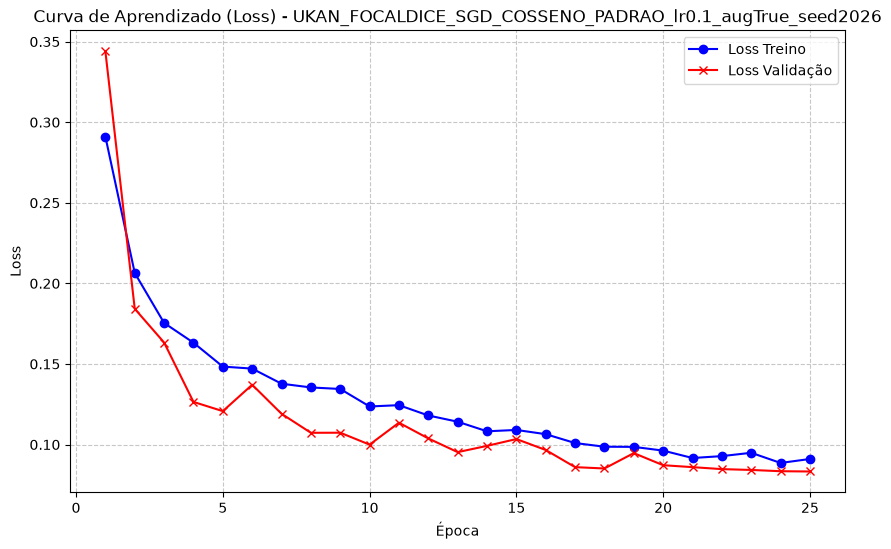 Curva de Aprendizado (Loss) - UKAN_FOCALDICE_SGD_COSSENO_PADRAO_lr0.1_augTrue_seed2026
Loss Treino
Loss Validação
0.35
0.30
0.25
0.20
0.15
0.10
Loss
0 5 10 15 20 25
Época